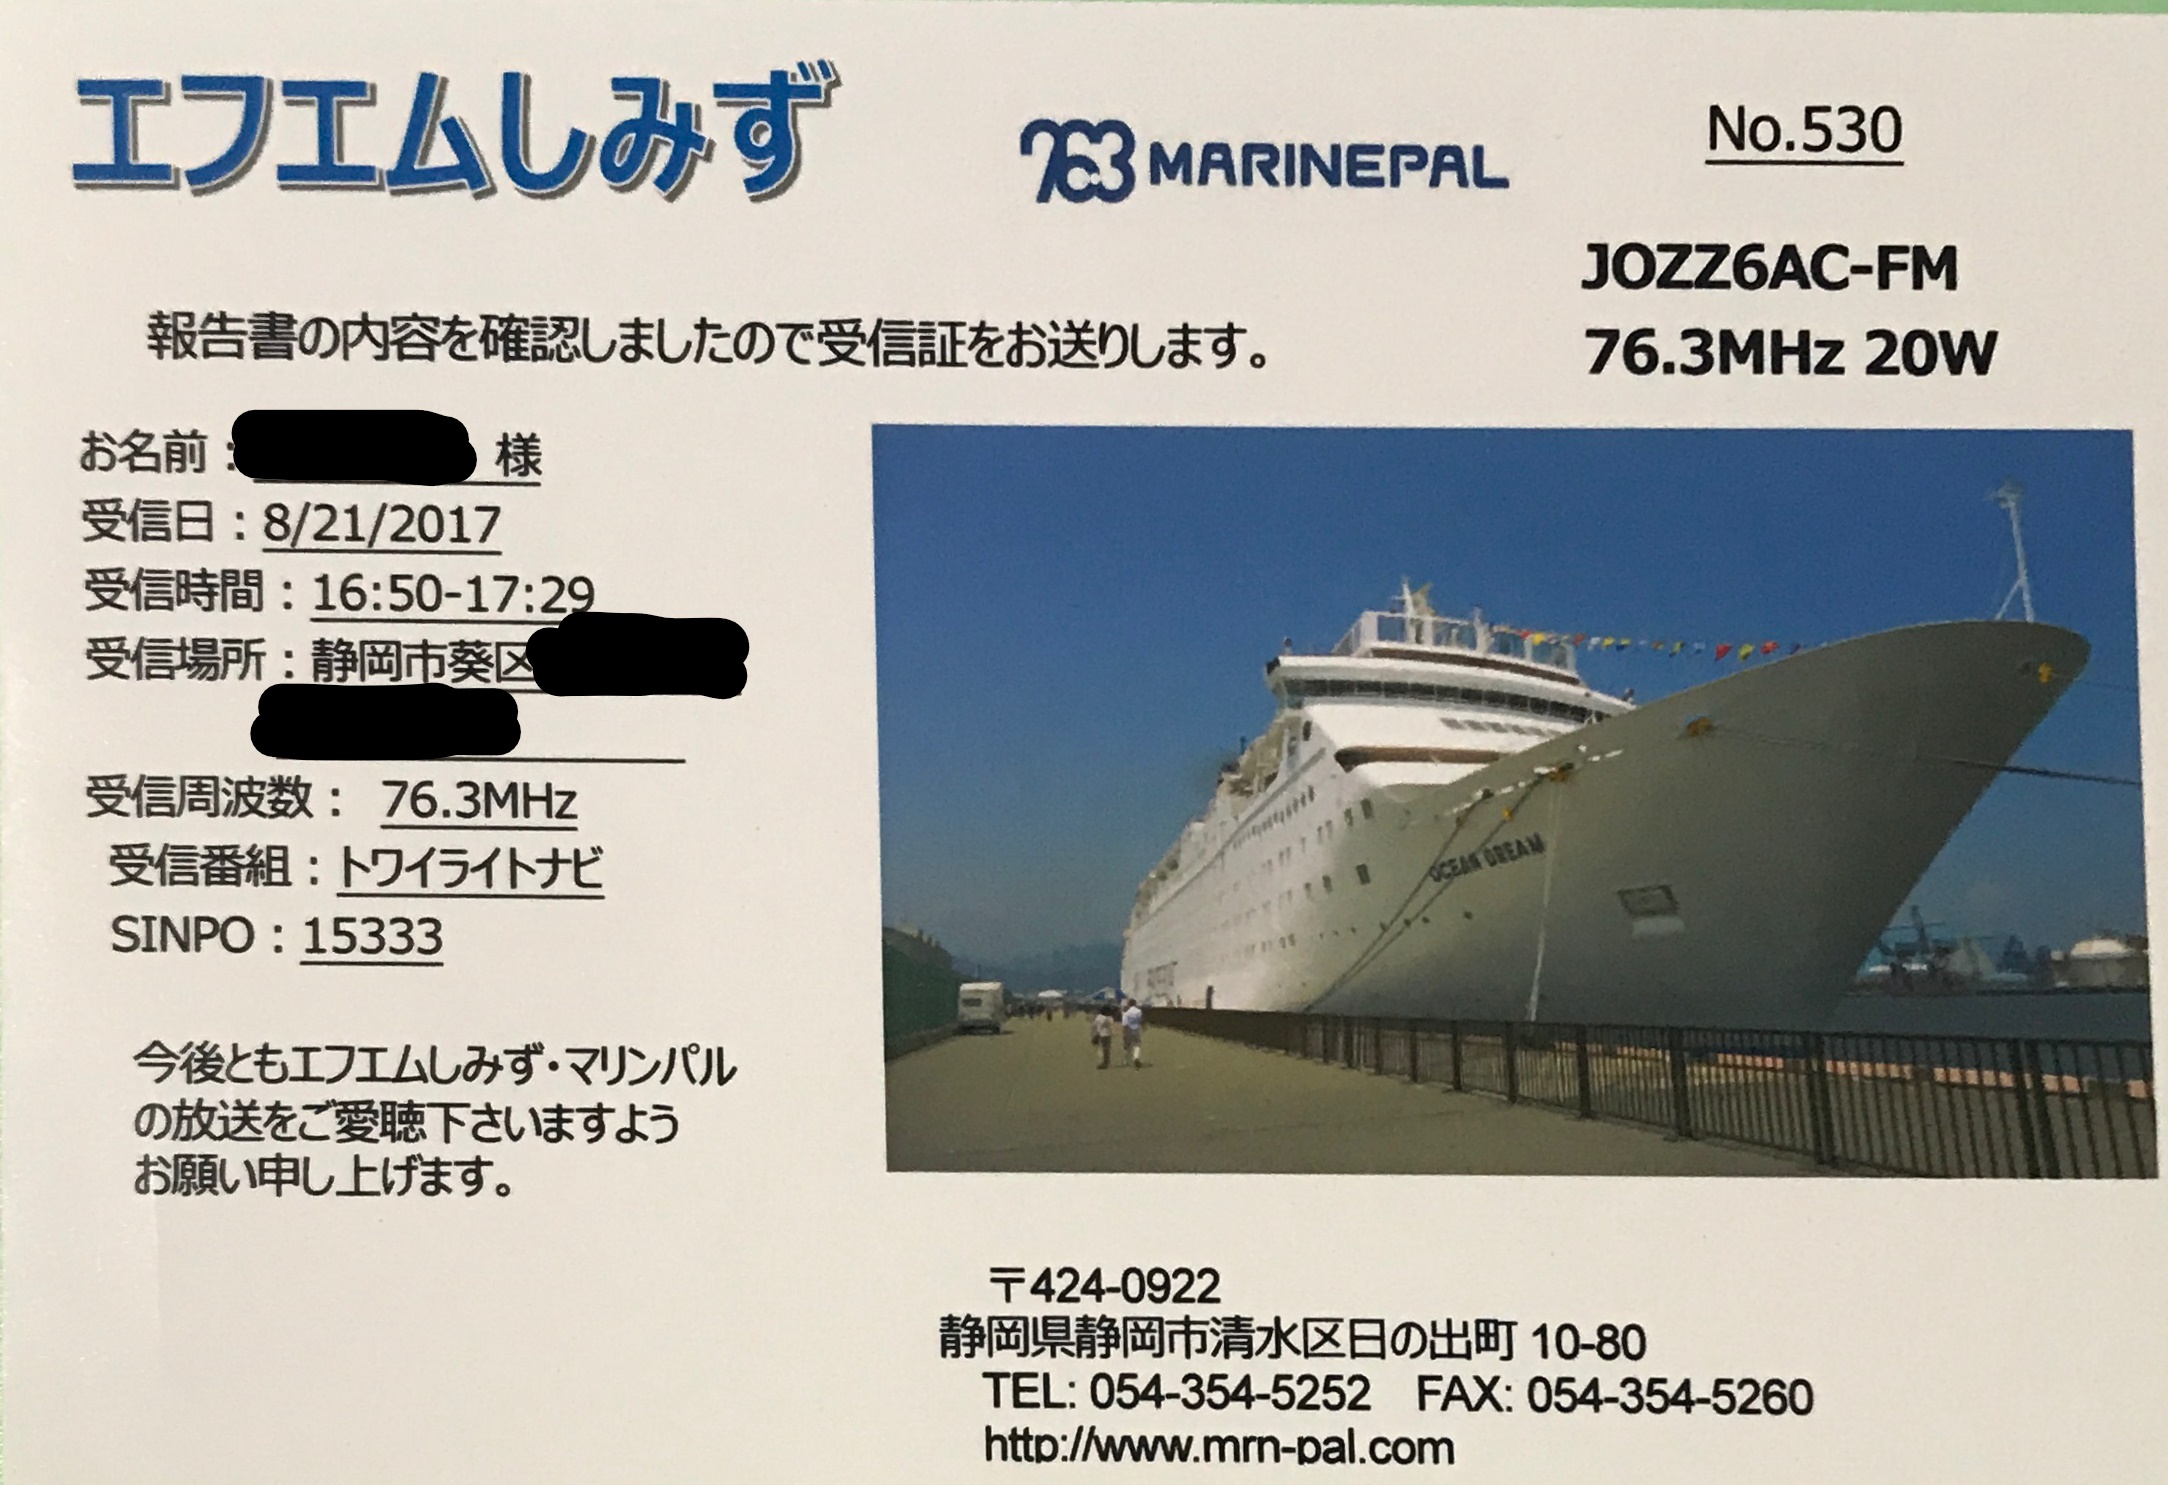 エフエムしみず
763 MARINEPAL
No.530
JOZZ6AC-FM
76.3MHz 20W
報告書の内容を確認しましたので受信証をお送りします。
お名前： 様
受信日：8/21/2017
受信時間：16:50-17:29
受信場所：静岡市葵区
受信周波数： 76.3MHz
受信番組：トワイライトナビ
SINPO：15333
今後ともエフエムしみず・マリンパル
の放送をご愛聴下さいますよう
お願い申し上げます。
OCEAN DREAM
〒424-0922
静岡県静岡市清水区日の出町 10-80
TEL: 054-354-5252 FAX: 054-354-5260
http://www.mrn-pal.com